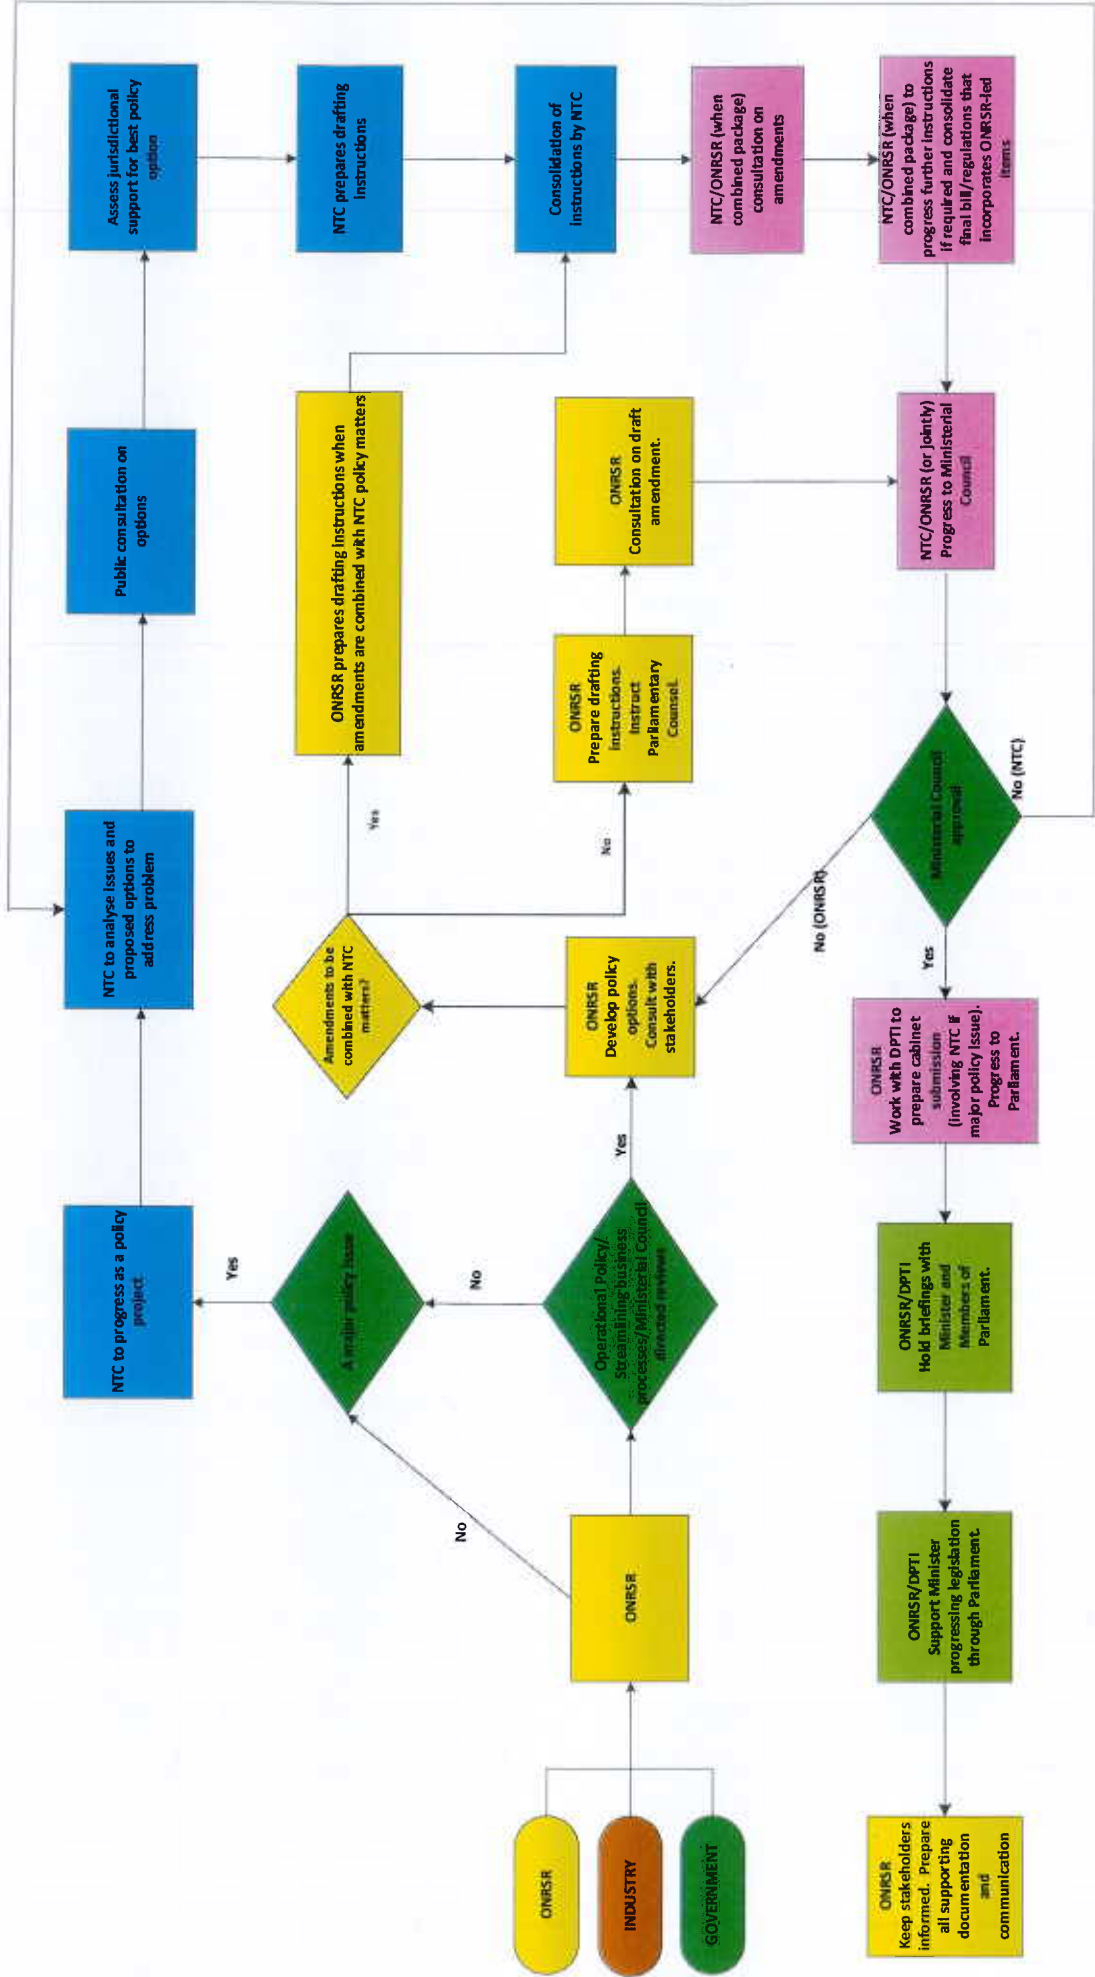 ONRSR
INDUSTRY
GOVERNMENT
ONRSR
No
Operational Policy/
Streamlining business
processes/Ministerial Council
directed reviews
No
A major policy issue
Yes
NTC to progress as a policy
project
NTC to analyse issues and
proposed options to
address problem
Public consultation on
options
Assess jurisdictional
support for best policy
option
NTC prepares drafting
instructions
Consolidation of
instructions by NTC
NTC/ONRSR (when
combined package)
consultation on
amendments
NTC/ONRSR (when
combined package) to
progress further instructions
if required and consolidate
final bill/regulations that
incorporates ONRSR-led
items
Yes
ONRSR
Develop policy
options.
Consult with
stakeholders.
Amendments to be
combined with NTC
matters?
Yes
ONRSR prepares drafting instructions when
amendments are combined with NTC policy matters
No
ONRSR
Prepare drafting
instructions.
Instruct
Parliamentary
Counsel.
ONRSR
Consultation on draft
amendment.
NTC/ONRSR (or jointly)
Progress to Ministerial
Council
Ministerial Council
approval
No (NTC)
No (ONRSR)
Yes
ONRSR
Work with DPTI to
prepare cabinet
submission
(involving NTC if
major policy issue).
Progress to
Parliament.
ONRSR/DPTI
Hold briefings with
Minister and
Members of
Parliament.
ONRSR/DPTI
Support Minister
progressing legislation
through Parliament.
ONRSR
Keep stakeholders
informed. Prepare
all supporting
documentation
and
communication